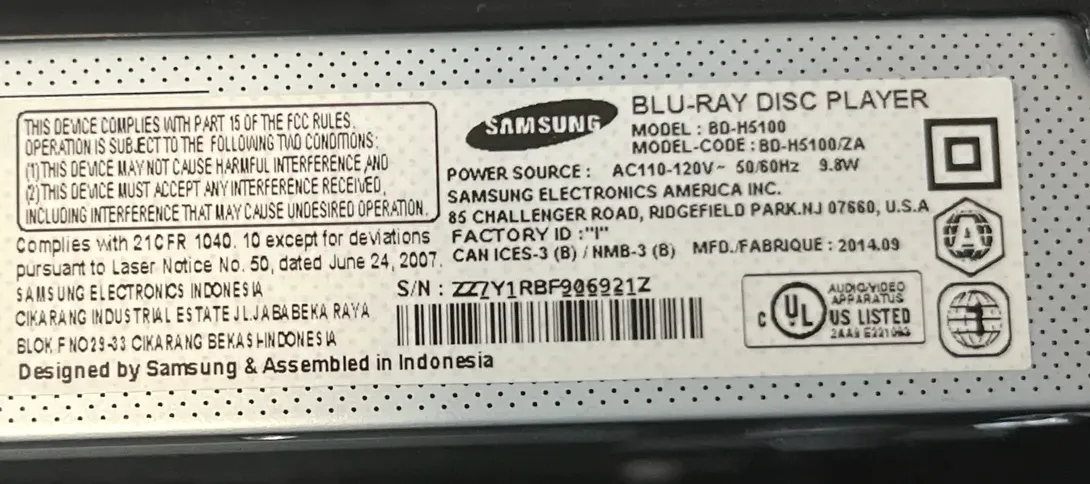 THIS DEVICE COMPLIES WITH PART 15 OF THE FCC RULES,
OPERATION IS SUBJECT TO THE FOLLOWING TWO CONDITIONS:
(1)THIS DEVICE MAY NOT CAUSE HARMFUL INTERFERENCE,AND
(2)THIS DEVICE MUST ACCEPT ANY INTERFERENCE RECEIVED,
INCLUDING INTERFERENCE THAT MAY CAUSE UNDESIRED OPERATION.
Complies with 21CFR 1040. 10 except for deviations
pursuant to Laser Notice No. 50, dated June 24, 2007.
SAMSUNG ELECTRONICS INDONESIA
CIKARANG INDUSTRIAL ESTATE JL.JABABEKA RAYA
BLOK F NO29-33 CIKARANG BEKASI-INDONESIA
Designed by Samsung & Assembled in Indonesia
SAMSUNG
BLU-RAY DISC PLAYER
MODEL : BD-H5100
MODEL-CODE : BD-H5100/ZA
POWER SOURCE : AC110-120V~ 50/60Hz 9.8W
SAMSUNG ELECTRONICS AMERICA INC.
85 CHALLENGER ROAD, RIDGEFIELD PARK.NJ 07660, U.S.A
FACTORY ID :"I"
CAN ICES-3 (B) / NMB-3 (B) MFD./FABRIQUE : 2014.09
S/N : ZZ7Y1RBF906921Z
C UL US LISTED
AUDIO/VIDEO
APPARATUS
2AA9 E221093
A
1